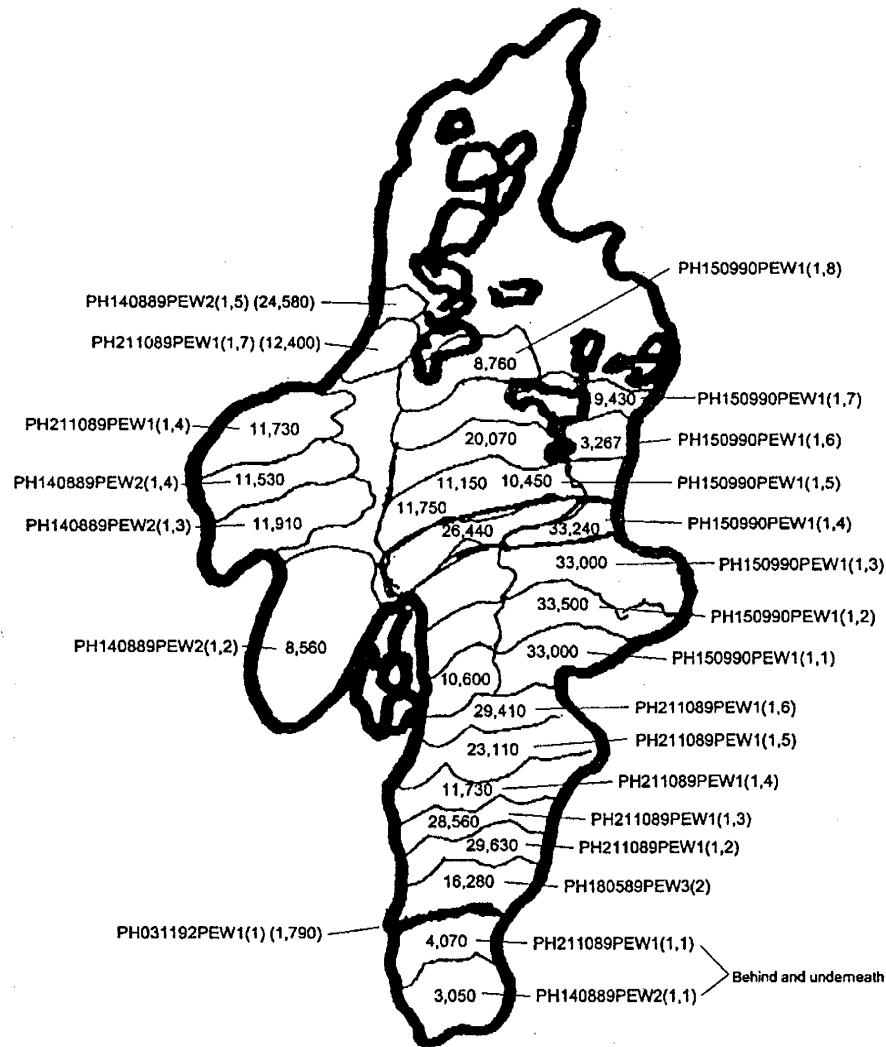 PH150990PEW1(1,8)
PH140889PEW2(1,5) (24,580)
PH211089PEW1(1,7) (12,400)
8,760
9,430 PH150990PEW1(1,7)
PH211089PEW1(1,4) 11,730
20,070 3,267 PH150990PEW1(1,6)
PH140889PEW2(1,4) 11,530
11,150 10,450 PH150990PEW1(1,5)
PH140889PEW2(1,3) 11,910
11,750
26,440 33,240 PH150990PEW1(1,4)
33,000 PH150990PEW1(1,3)
33,500 PH150990PEW1(1,2)
PH140889PEW2(1,2) 8,560
33,000 PH150990PEW1(1,1)
10,600
29,410 PH211089PEW1(1,6)
23,110 PH211089PEW1(1,5)
11,730 PH211089PEW1(1,4)
28,560 PH211089PEW1(1,3)
29,630 PH211089PEW1(1,2)
16,280 PH180589PEW3(2)
PH031192PEW1(1) (1,790)
4,070 PH211089PEW1(1,1)
Behind and underneath
3,050 PH140889PEW2(1,1)